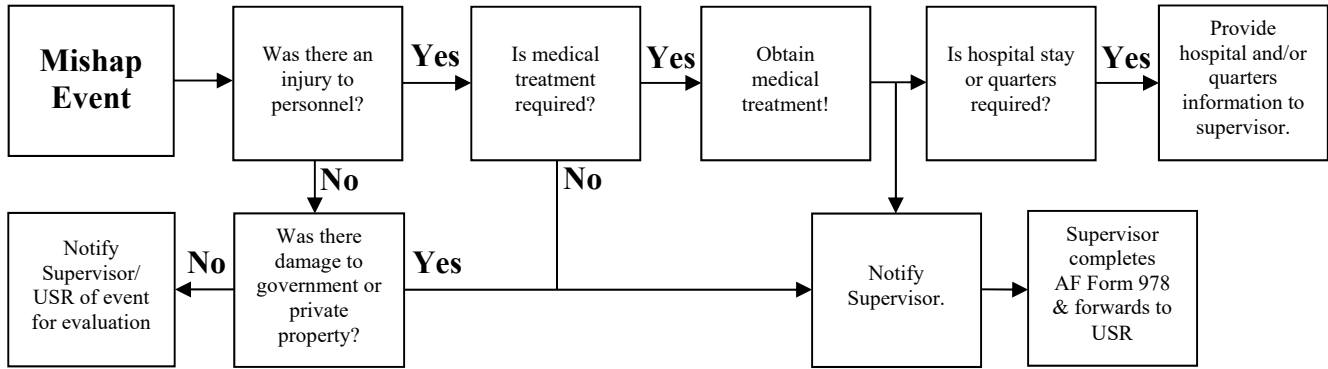 Mishap
Event
Was there an
injury to
personnel?
Yes
Is medical
treatment
required?
Yes
Obtain
medical
treatment!
Is hospital stay
or quarters
required?
Yes
Provide
hospital and/or
quarters
information to
supervisor.
No
No
Notify
Supervisor/
USR of event
for evaluation
No
Was there
damage to
government or
private
property?
Yes
Notify
Supervisor.
Supervisor
completes
AF Form 978
& forwards to
USR